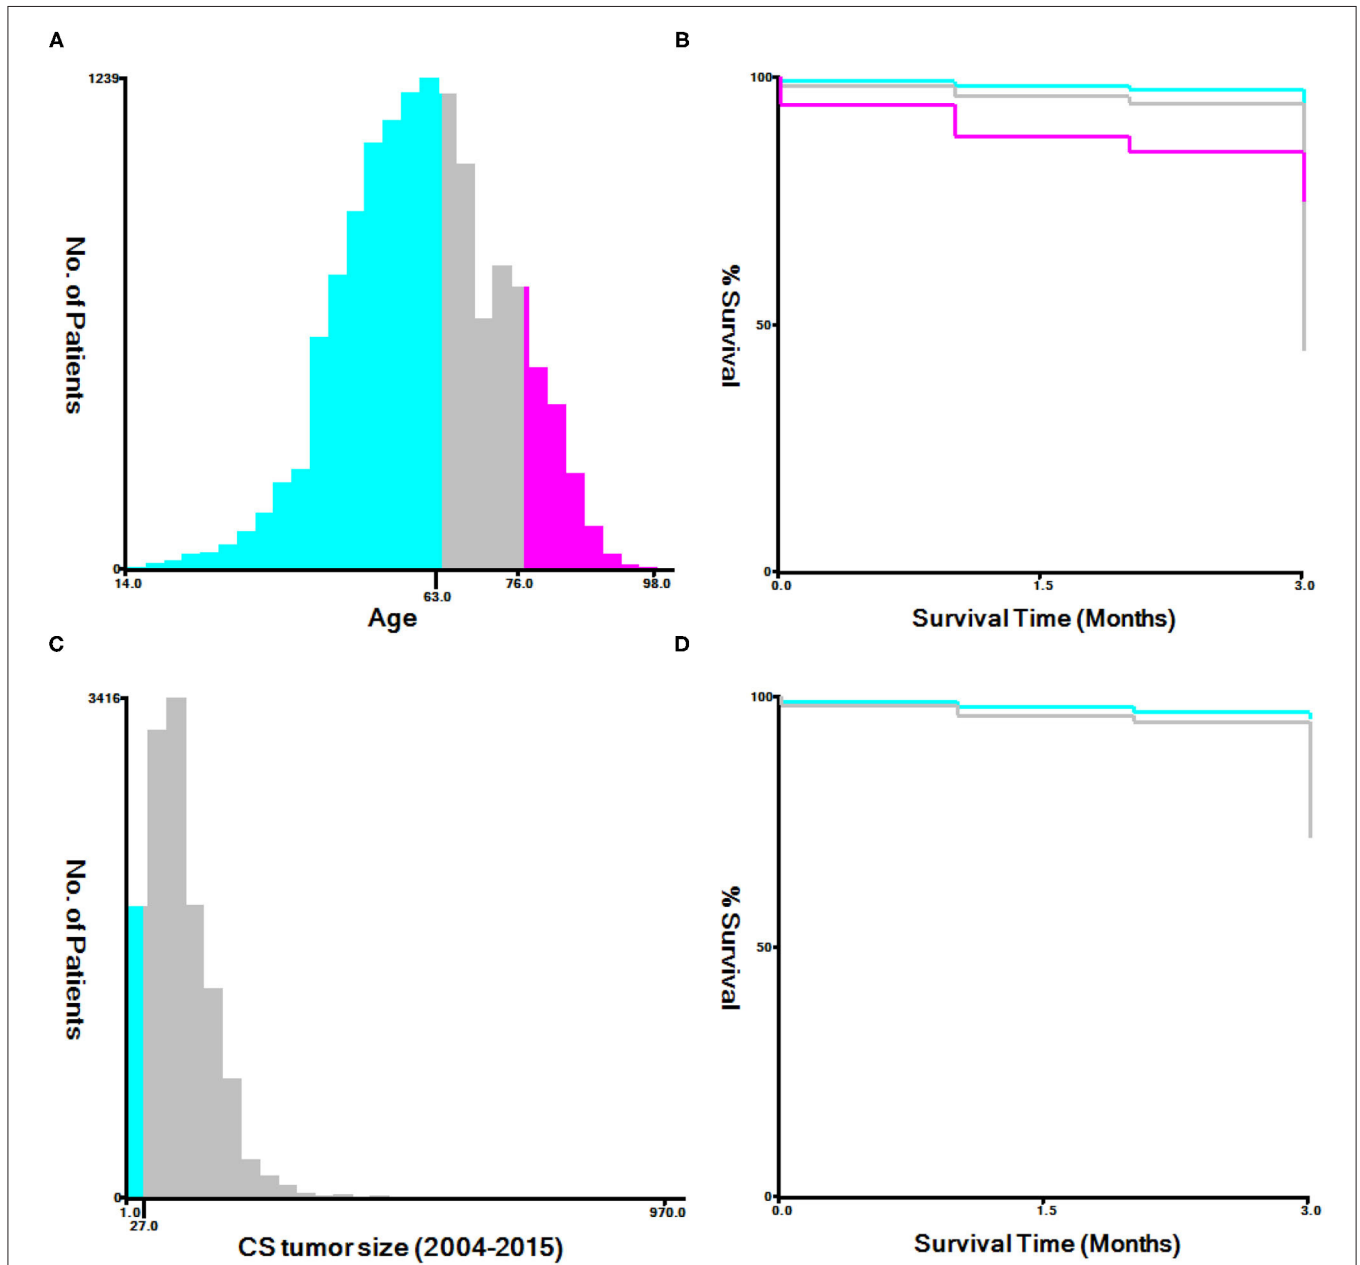 A
1239
No. of Patients
0
14.0
63.0
76.0
98.0
Age
B
100
% Survival
50
0
0.0
1.5
3.0
Survival Time (Months)
C
3416
No. of Patients
0
1.0
27.0
970.0
CS tumor size (2004-2015)
D
100
% Survival
50
0
0.0
1.5
3.0
Survival Time (Months)